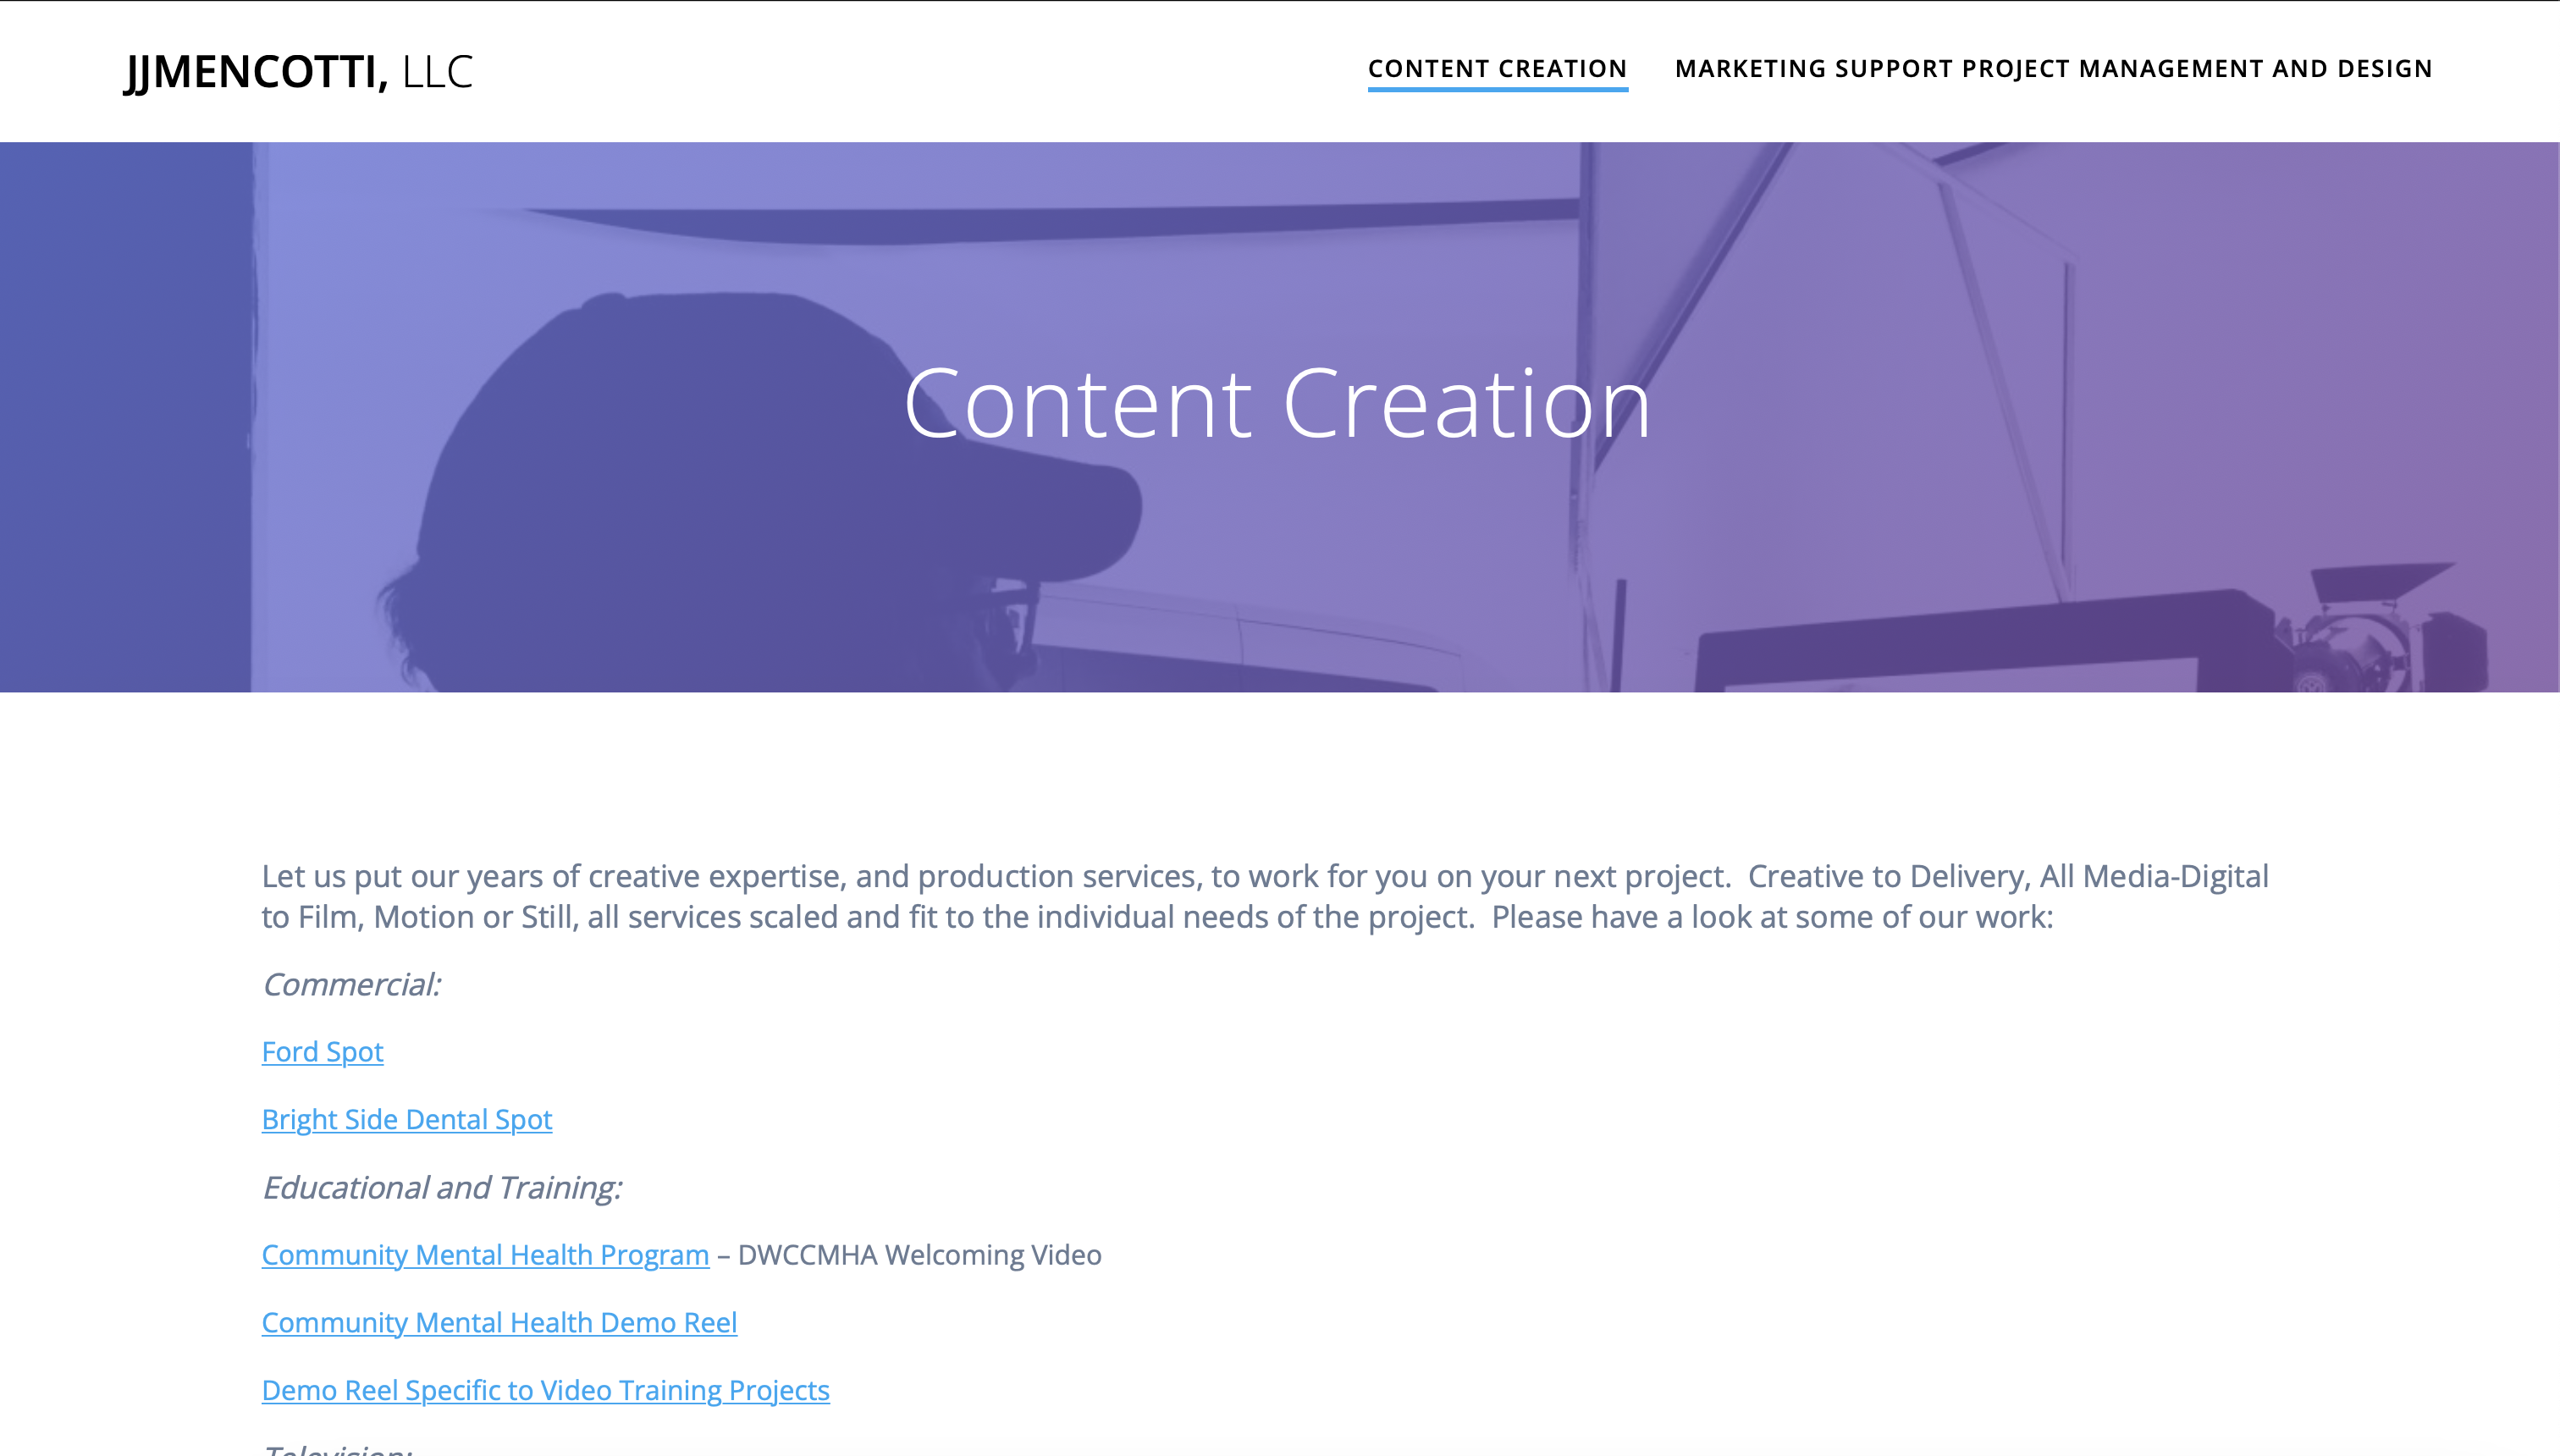 JJMENCOTTI, LLC
CONTENT CREATION
MARKETING SUPPORT PROJECT MANAGEMENT AND DESIGN
Content Creation
Let us put our years of creative expertise, and production services, to work for you on your next project.  Creative to Delivery, All Media-Digital
to Film, Motion or Still, all services scaled and fit to the individual needs of the project.  Please have a look at some of our work:
Commercial:
Ford Spot
Bright Side Dental Spot
Educational and Training:
Community Mental Health Program – DWCCMHA Welcoming Video
Community Mental Health Demo Reel
Demo Reel Specific to Video Training Projects
Television: